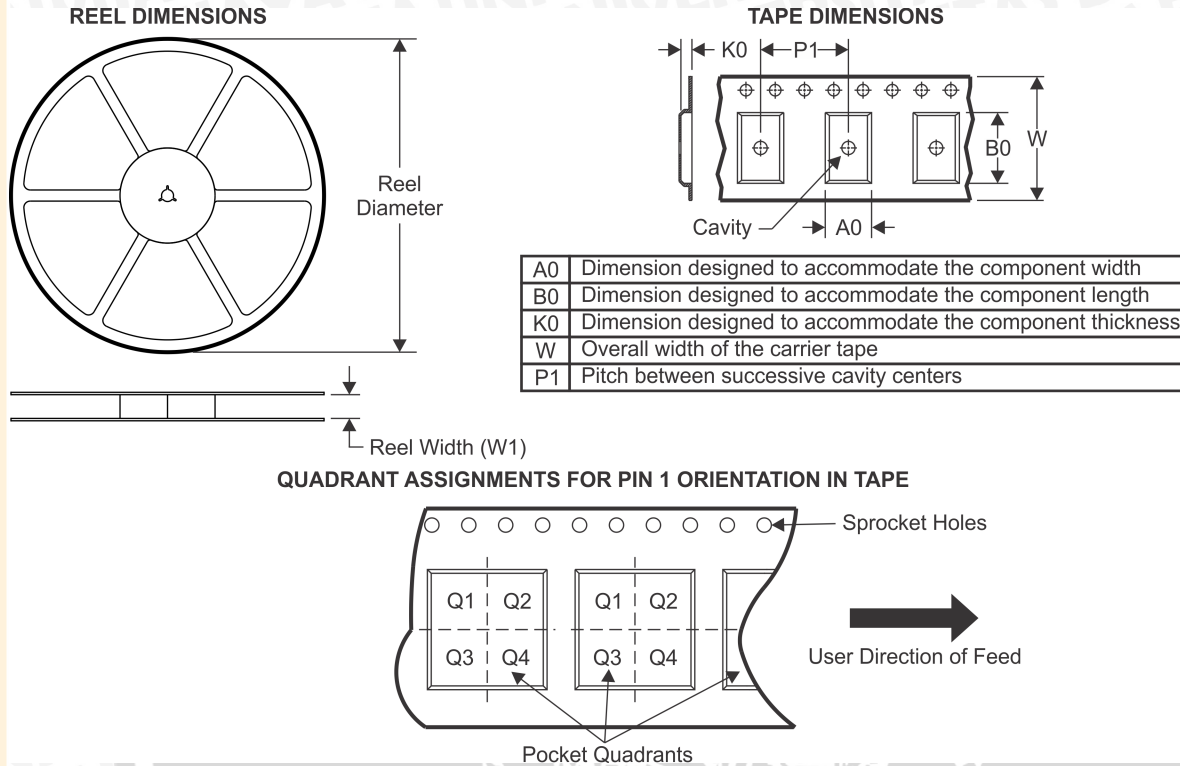 REEL DIMENSIONS
Reel
Diameter
Reel Width (W1)
TAPE DIMENSIONS
K0
P1
W
B0
Cavity
A0
A0 Dimension designed to accommodate the component width
B0 Dimension designed to accommodate the component length
K0 Dimension designed to accommodate the component thickness
W Overall width of the carrier tape
P1 Pitch between successive cavity centers
QUADRANT ASSIGNMENTS FOR PIN 1 ORIENTATION IN TAPE
Sprocket Holes
Q1 Q2 Q1 Q2
Q3 Q4 Q3 Q4
User Direction of Feed
Pocket Quadrants